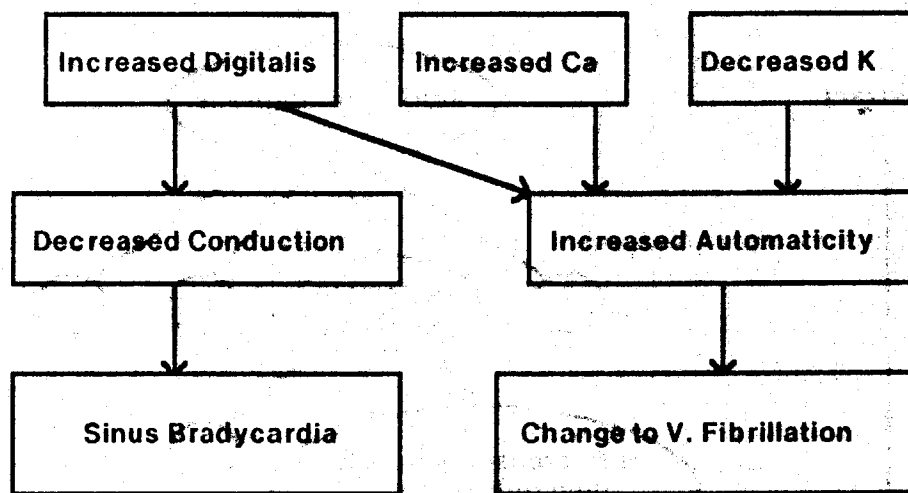 Increased Digitalis
Increased Ca
Decreased K
Decreased Conduction
Increased Automaticity
Sinus Bradycardia
Change to V. Fibrillation